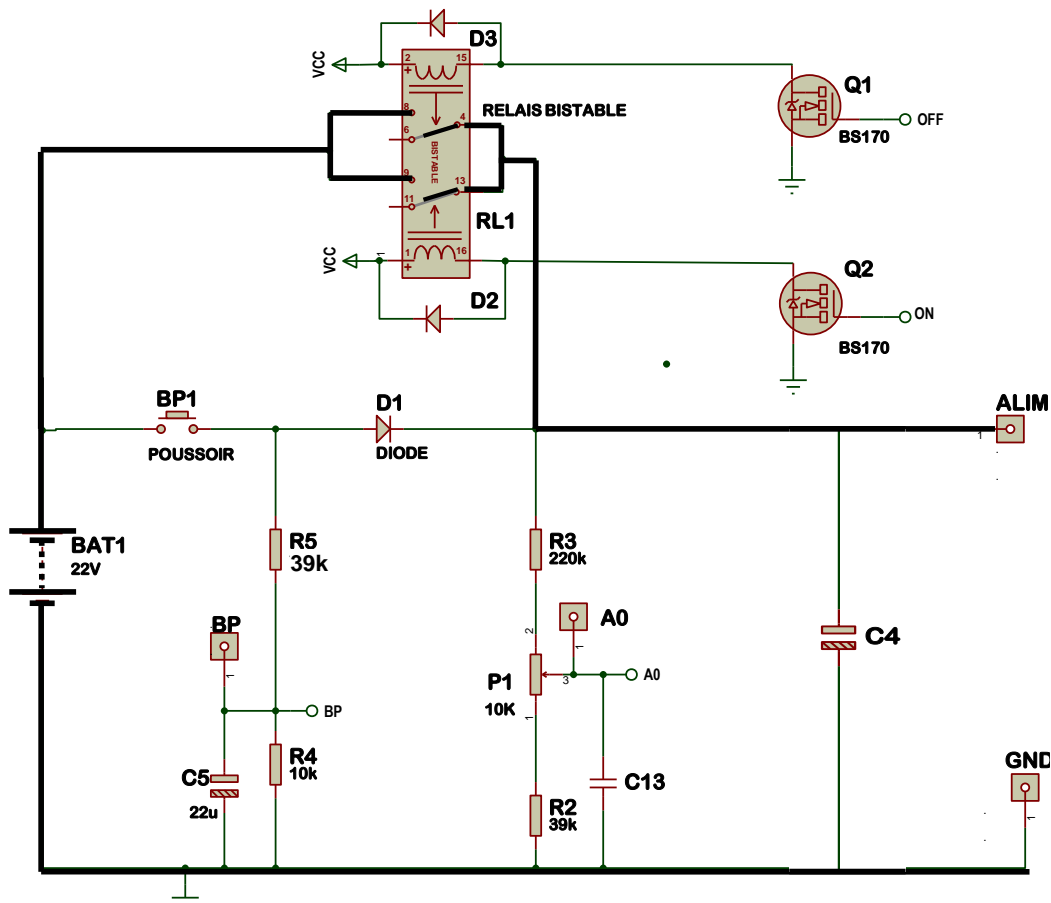 D3
VCC
2
15
+
8
4
6
RELAIS BISTABLE
BISTABLE
9
13
11
RL1
VCC
1
1
16
+
D2
Q1
OFF
BS170
Q2
ON
BS170
BP1
POUSSOIR
D1
DIODE
ALIM
1
BAT1
22V
R5
39k
R3
220k
BP
1
A0
1
2
P1
10K
3
A0
1
C4
BP
R4
10k
C5
22u
C13
R2
39k
GND
1